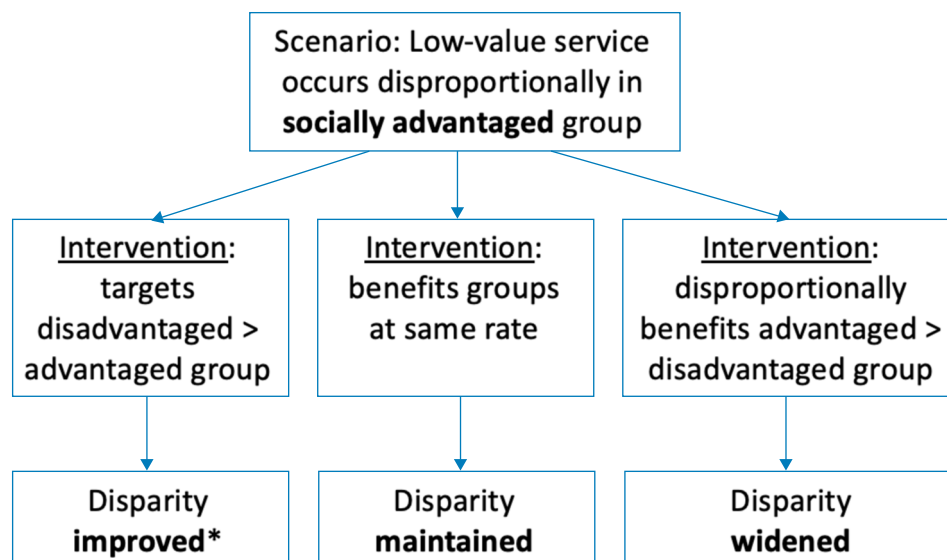 Scenario: Low-value service
occurs disproportionally in
socially advantaged group
Intervention:
targets
disadvantaged >
advantaged group
Intervention:
benefits groups
at same rate
Intervention:
disproportionally
benefits advantaged >
disadvantaged group
Disparity
improved*
Disparity
maintained
Disparity
widened